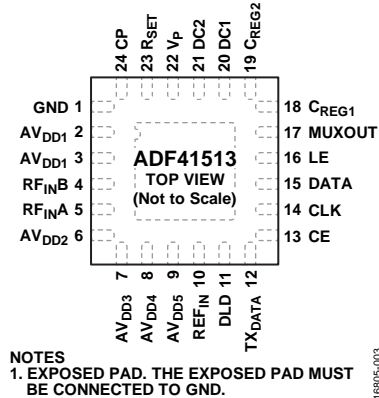 24 CP
23 RSET
22 VP
21 DC2
20 DC1
19 CREG2
GND 1
AVDD1 2
AVDD1 3
RFINB 4
RFINA 5
AVDD2 6
18 CREG1
17 MUXOUT
16 LE
15 DATA
14 CLK
13 CE
ADF41513
TOP VIEW
(Not to Scale)
AVDD3 7
AVDD4 8
AVDD5 9
REFIN 10
DLD 11
TXDATA 12
NOTES
1. EXPOSED PAD. THE EXPOSED PAD MUST
BE CONNECTED TO GND.
16805-003